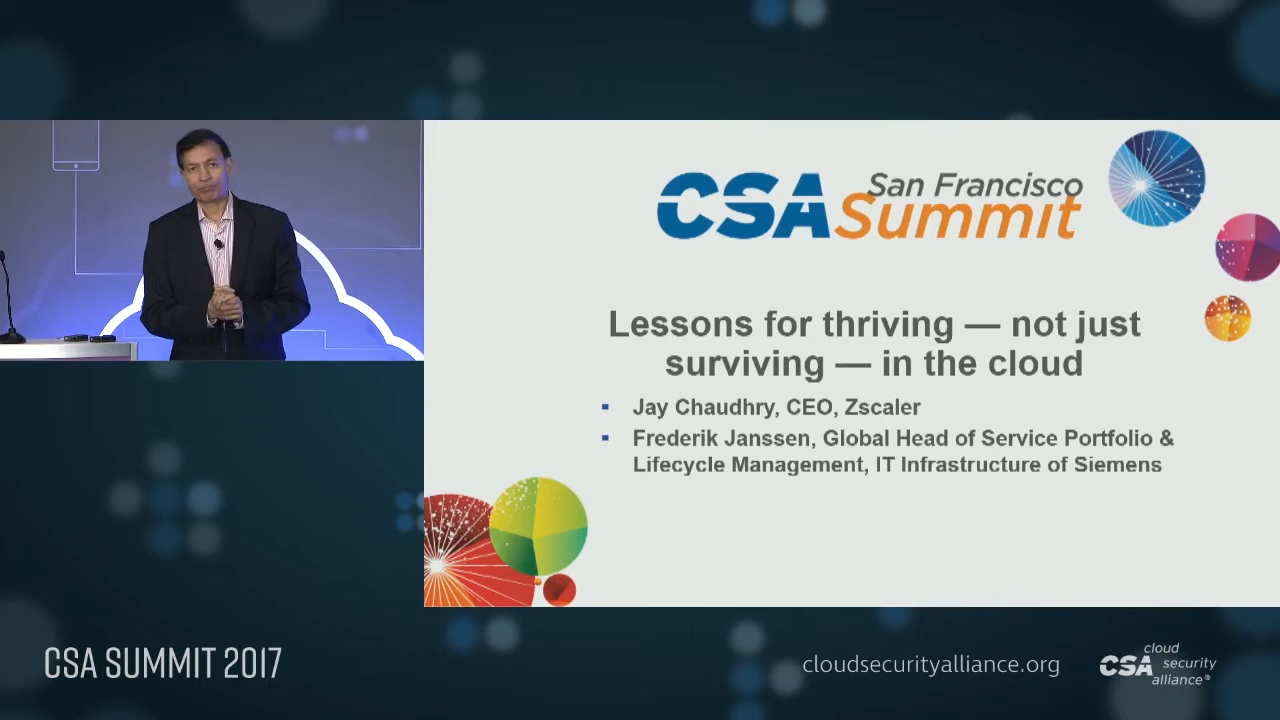 CSA San Francisco
Summit
Lessons for thriving — not just
surviving — in the cloud
▪ Jay Chaudhry, CEO, Zscaler
▪ Frederik Janssen, Global Head of Service Portfolio &
Lifecycle Management, IT Infrastructure of Siemens
CSA SUMMIT 2017
cloudsecurityalliance.org
CSA cloud
security
alliance®